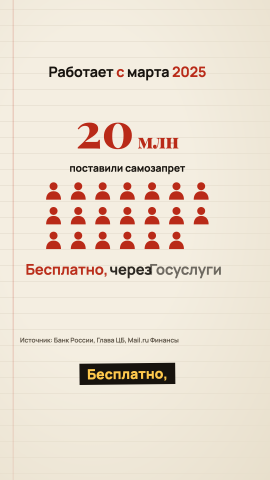 Работает с марта 2025
20 млн
поставили самозапрет
Бесплатно, через Госуслуги
Источник: Банк России, Глава ЦБ, Mail.ru Финансы
Бесплатно,